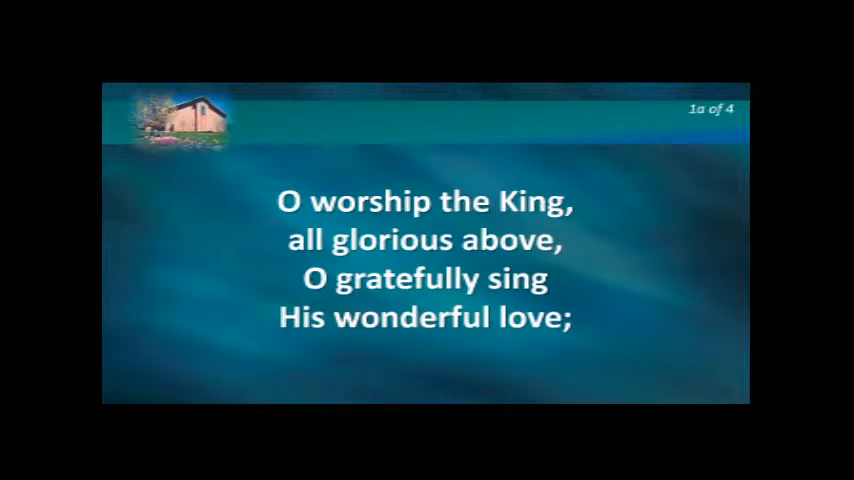 1a of 4
O worship the King,
all glorious above,
O gratefully sing
His wonderful love;